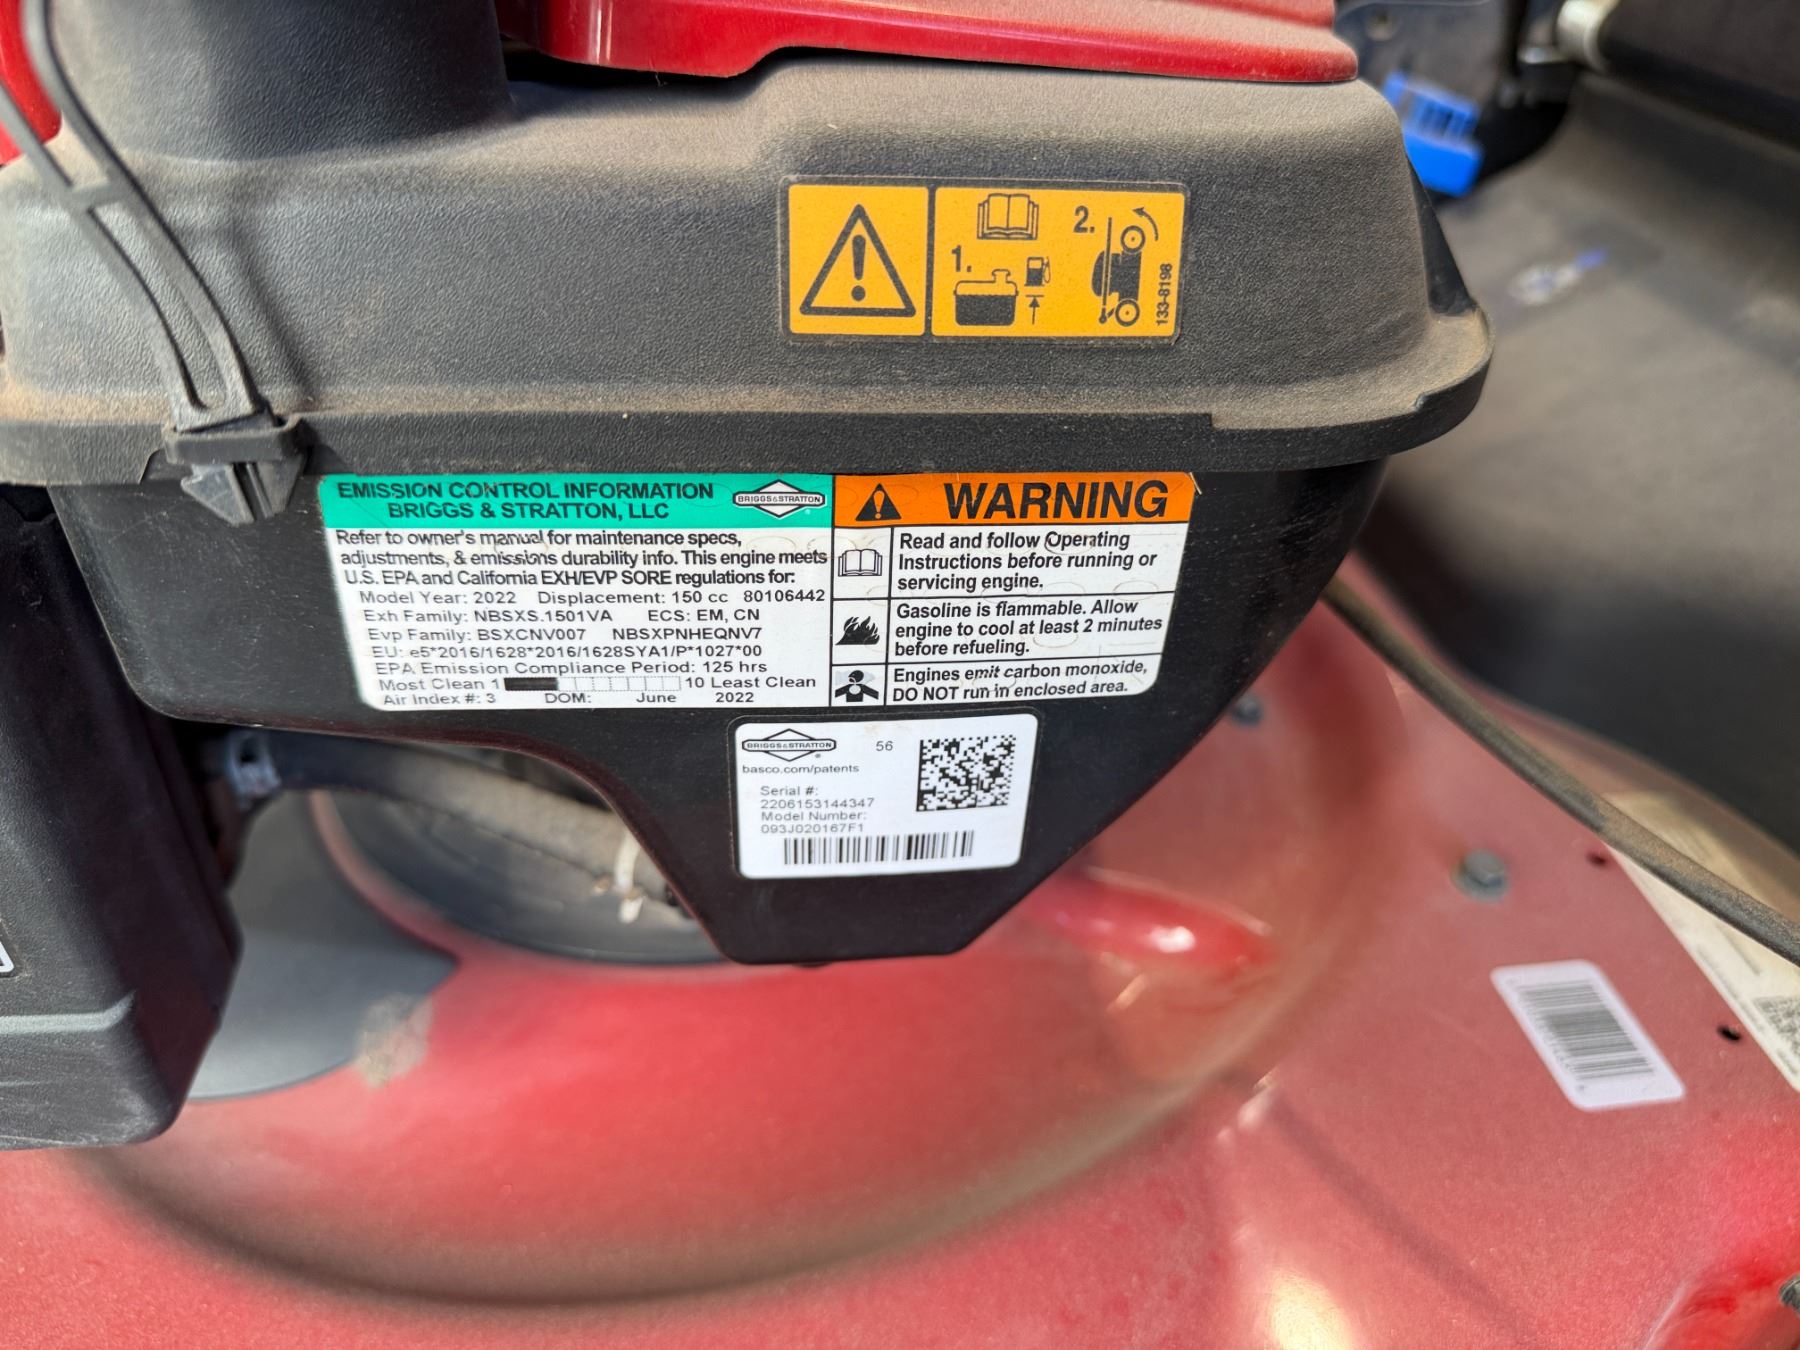 1.
2.
133-8198
EMISSION CONTROL INFORMATION
BRIGGS & STRATTON, LLC
BRIGGS & STRATTON
Refer to owner's manual for maintenance specs,
adjustments, & emissions durability info. This engine meets
U.S. EPA and California EXH/EVP SORE regulations for:
Model Year: 2022 Displacement: 150 cc 80106442
Exh Family: NBSXS.1501VA ECS: EM, CN
Evp Family: BSXCNV007 NBSXPNHEQNV7
EU: e5*2016/1628*2016/1628SYA1/P*1027*00
EPA Emission Compliance Period: 125 hrs
Most Clean 1 10 Least Clean
Air Index #: 3 DOM: June 2022
WARNING
Read and follow Operating
Instructions before running or
servicing engine.
Gasoline is flammable. Allow
engine to cool at least 2 minutes
before refueling.
Engines emit carbon monoxide,
DO NOT run in enclosed area.
BRIGGS & STRATTON
56
basco.com/patents
Serial #:
2206153144347
Model Number:
093J020167F1